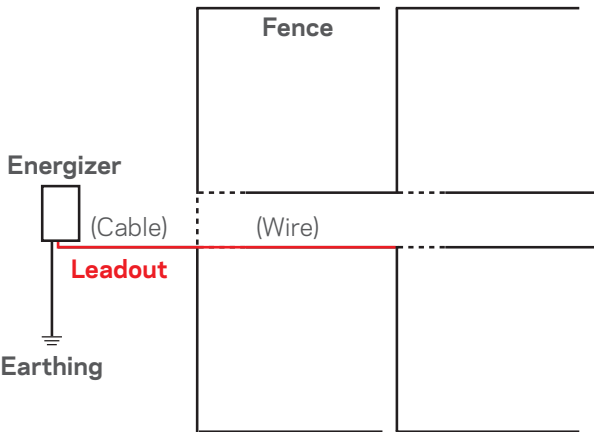 Fence
Energizer
(Cable)
(Wire)
Leadout
Earthing